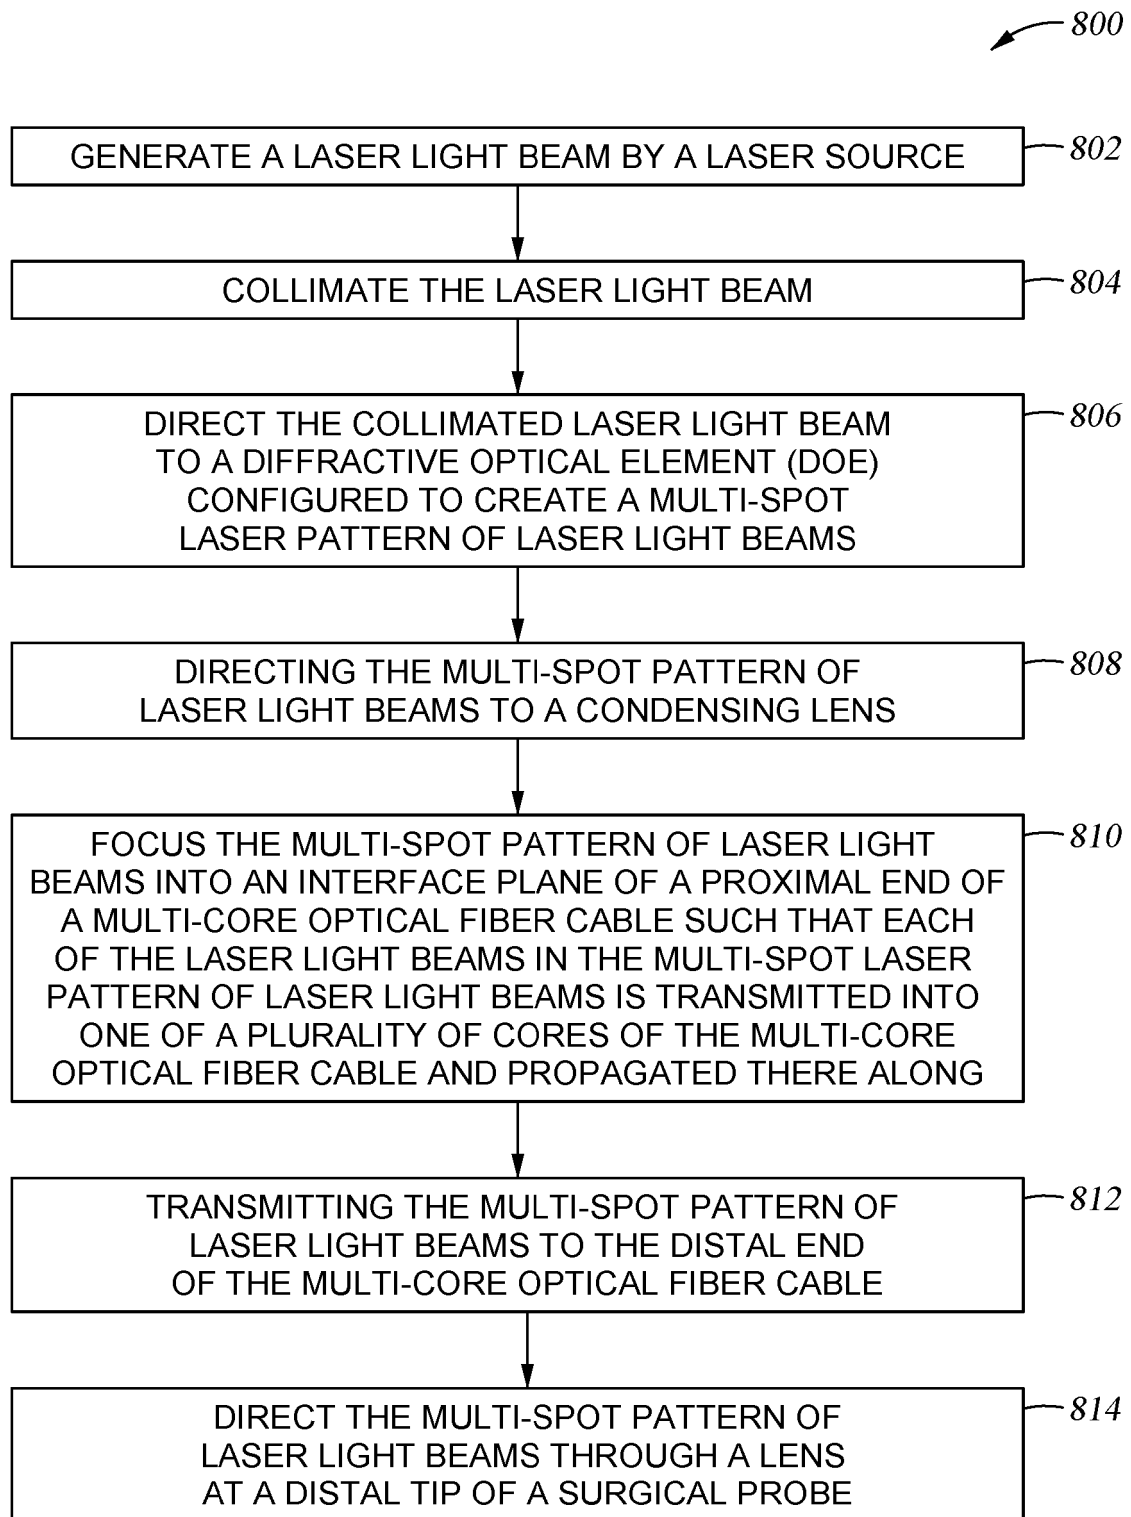 800
GENERATE A LASER LIGHT BEAM BY A LASER SOURCE
802
COLLIMATE THE LASER LIGHT BEAM
804
DIRECT THE COLLIMATED LASER LIGHT BEAM
TO A DIFFRACTIVE OPTICAL ELEMENT (DOE)
CONFIGURED TO CREATE A MULTI-SPOT
LASER PATTERN OF LASER LIGHT BEAMS
806
DIRECTING THE MULTI-SPOT PATTERN OF
LASER LIGHT BEAMS TO A CONDENSING LENS
808
FOCUS THE MULTI-SPOT PATTERN OF LASER LIGHT
BEAMS INTO AN INTERFACE PLANE OF A PROXIMAL END OF
A MULTI-CORE OPTICAL FIBER CABLE SUCH THAT EACH
OF THE LASER LIGHT BEAMS IN THE MULTI-SPOT LASER
PATTERN OF LASER LIGHT BEAMS IS TRANSMITTED INTO
ONE OF A PLURALITY OF CORES OF THE MULTI-CORE
OPTICAL FIBER CABLE AND PROPAGATED THERE ALONG
810
TRANSMITTING THE MULTI-SPOT PATTERN OF
LASER LIGHT BEAMS TO THE DISTAL END
OF THE MULTI-CORE OPTICAL FIBER CABLE
812
DIRECT THE MULTI-SPOT PATTERN OF
LASER LIGHT BEAMS THROUGH A LENS
AT A DISTAL TIP OF A SURGICAL PROBE
814